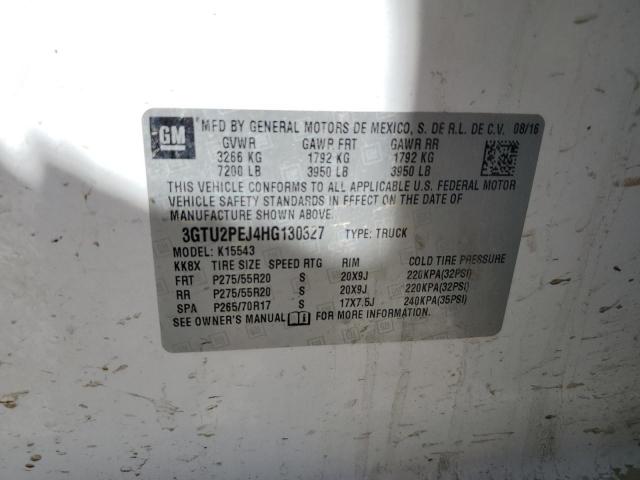 GM
MFD BY GENERAL MOTORS DE MEXICO, S. DE R.L. DE C.V. 08/16
GVWR GAWR FRT GAWR RR
3266 KG 1792 KG 1792 KG
7200 LB 3950 LB 3950 LB
THIS VEHICLE CONFORMS TO ALL APPLICABLE U.S. FEDERAL MOTOR
VEHICLE SAFETY STANDARDS IN EFFECT ON THE DATE OF
MANUFACTURE SHOWN ABOVE.
3GTU2PEJ4HG130327 TYPE: TRUCK
MODEL: K15543
KK8X TIRE SIZE SPEED RTG RIM COLD TIRE PRESSURE
FRT P275/55R20 S 20X9J 220KPA(32PSI)
RR P275/55R20 S 20X9J 220KPA(32PSI)
SPA P265/70R17 S 17X7.5J 240KPA(35PSI)
SEE OWNER'S MANUAL FOR MORE INFORMATION.